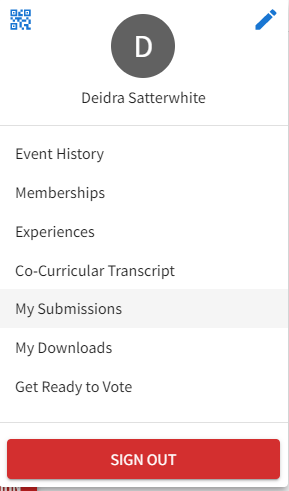 D
Deidra Satterwhite
Event History
Memberships
Experiences
Co-Curricular Transcript
My Submissions
My Downloads
Get Ready to Vote
SIGN OUT